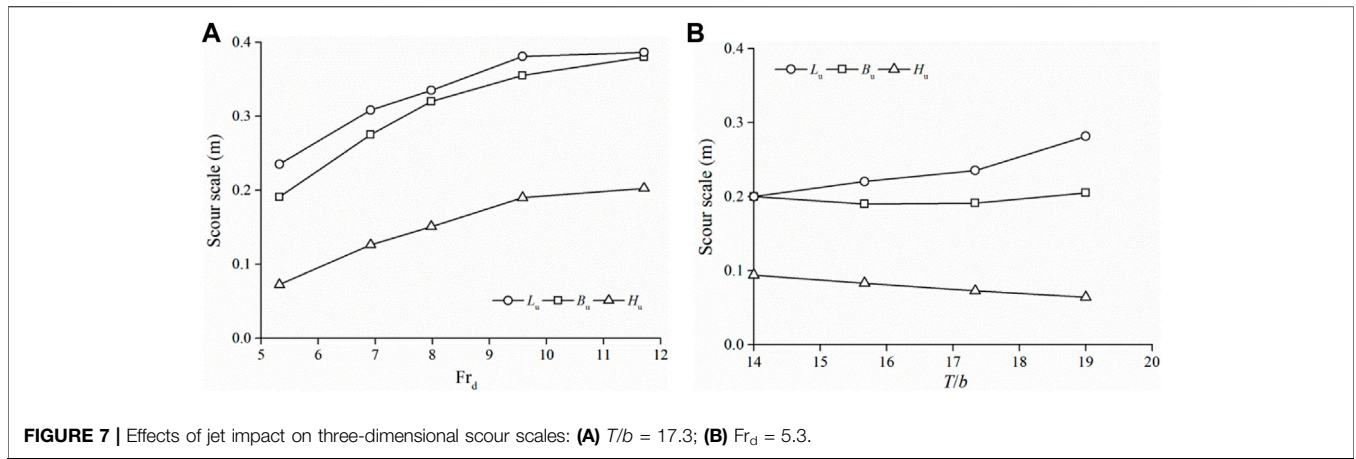 A
B
0.4
0.3
0.2
0.1
0.0
Scour scale (m)
Lu Bu Hu
5 6 7 8 9 10 11 12
Frd
0.4
0.3
0.2
0.1
0.0
Scour scale (m)
Lu Bu Hu
14 15 16 17 18 19 20
T/b
FIGURE 7 | Effects of jet impact on three-dimensional scour scales: (A) T/b = 17.3; (B) Frd = 5.3.